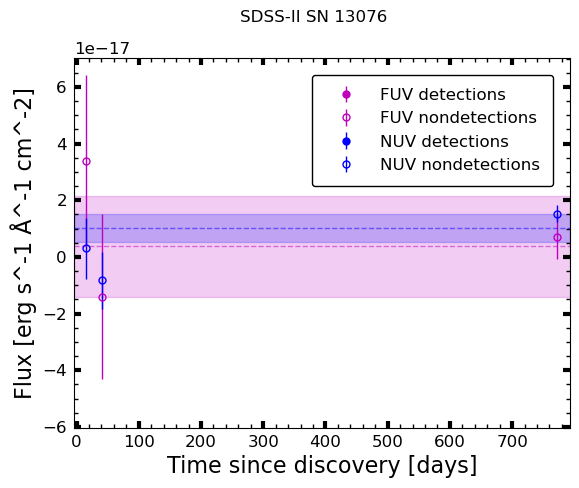 SDSS-II SN 13076
1e−17
FUV detections
FUV nondetections
NUV detections
NUV nondetections
6
4
2
0
−2
−4
−6
Flux [erg s^-1 Å^-1 cm^-2]
0 100 200 300 400 500 600 700
Time since discovery [days]